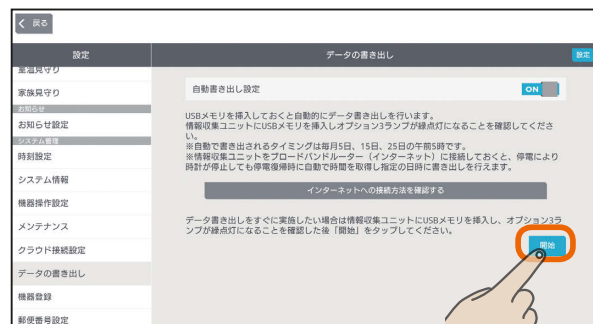 戻る
設定
データの書き出し
設定
室温見守り
家族見守り
お知らせ
お知らせ設定
システム管理
時刻設定
システム情報
機器操作設定
メンテナンス
クラウド接続設定
データの書き出し
機器登録
郵便番号設定
自動書き出し設定
ON
USBメモリを挿入しておくと自動的にデータ書き出しを行います。
情報収集ユニットにUSBメモリを挿入しオプション3ランプが緑点灯になることを確認してくださ
い。
※自動で書き出されるタイミングは毎月5日、15日、25日の午前5時です。
※情報収集ユニットをブロードバンドルーター（インターネット）に接続しておくと、停電により
時計が停止しても停電復帰時に自動で時間を取得し指定の日時に書き出しを行えます。
インターネットへの接続方法を確認する
データ書き出しをすぐに実施したい場合は情報収集ユニットにUSBメモリを挿入し、オプション3ラ
ンプが緑点灯になることを確認した後「開始」をタップしてください。
開始